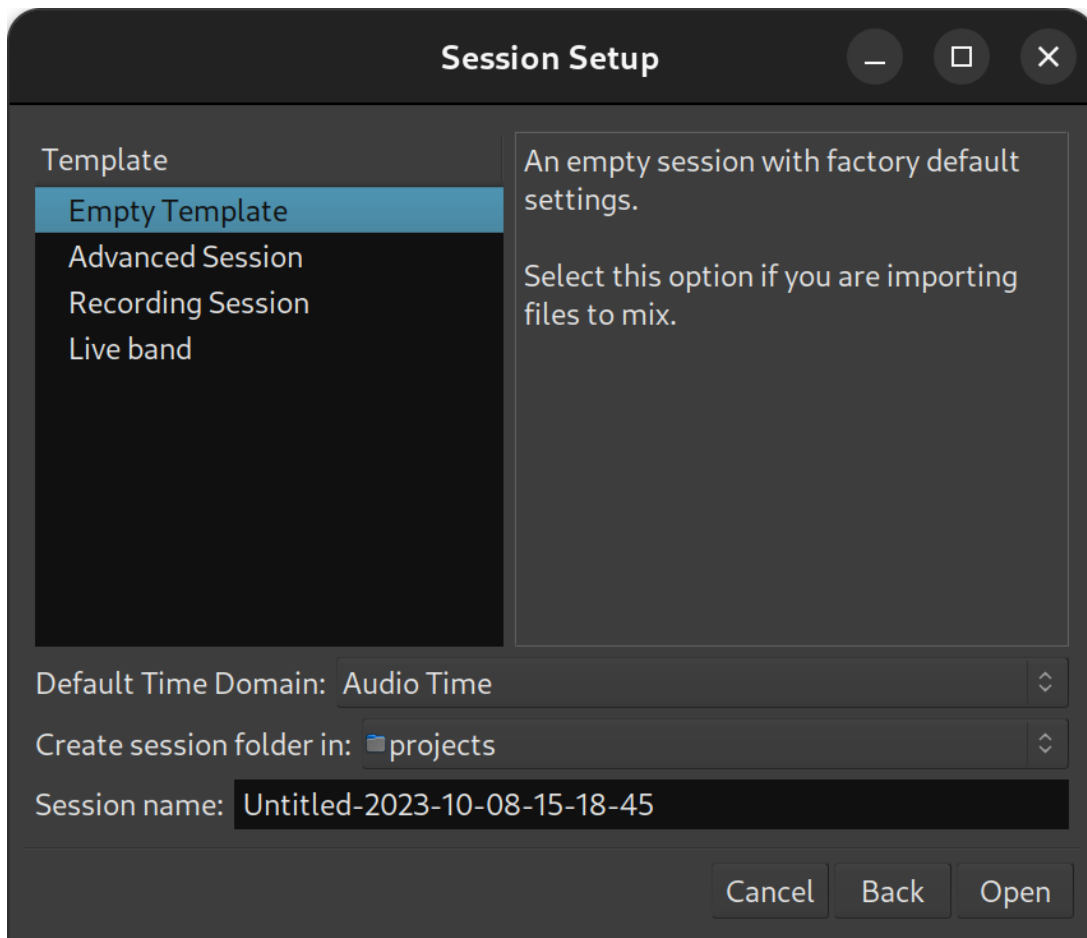 Session Setup
Template
Empty Template
Advanced Session
Recording Session
Live band
An empty session with factory default
settings.
Select this option if you are importing
files to mix.
Default Time Domain: Audio Time
Create session folder in: projects
Session name: Untitled-2023-10-08-15-18-45
Cancel Back Open